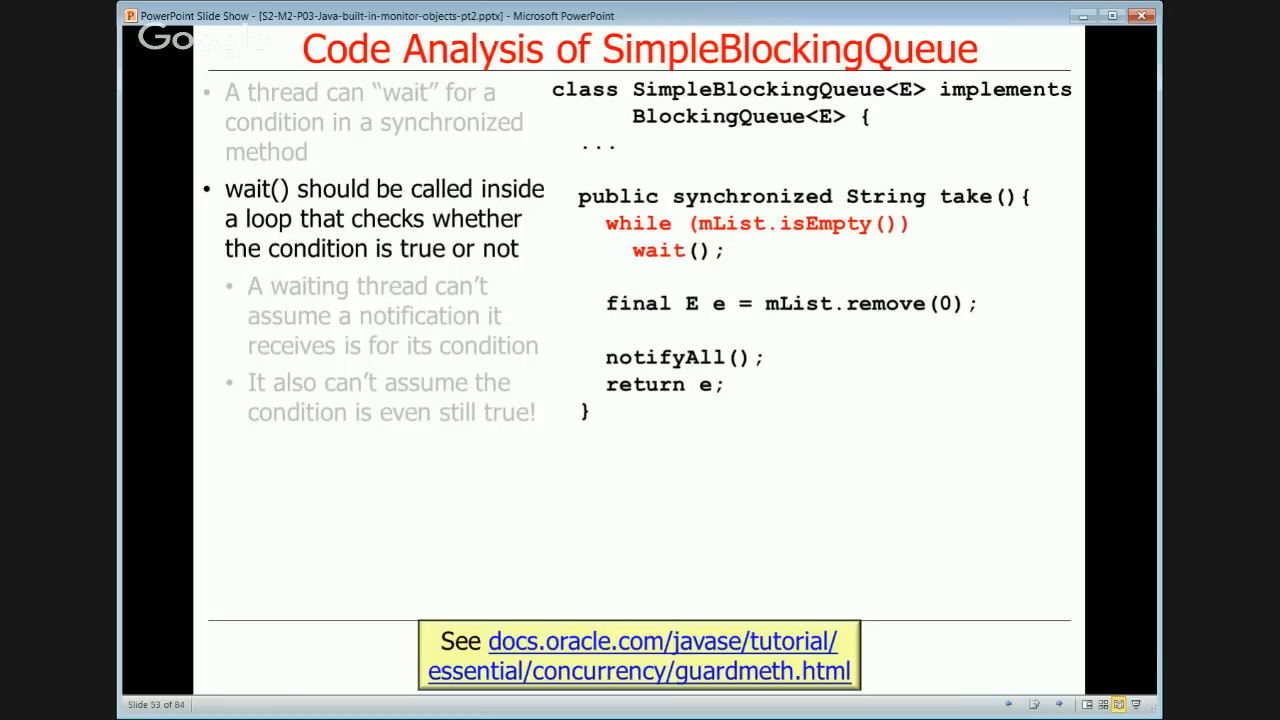 PowerPoint Slide Show - [S2-M2-P03-Java-built-in-monitor-objects-pt2.pptx] - Microsoft PowerPoint
Google
Code Analysis of SimpleBlockingQueue
• A thread can “wait” for a
condition in a synchronized
method
• wait() should be called inside
a loop that checks whether
the condition is true or not
• A waiting thread can’t
assume a notification it
receives is for its condition
• It also can’t assume the
condition is even still true!
class SimpleBlockingQueue<E> implements
BlockingQueue<E> {
...
public synchronized String take(){
while (mList.isEmpty())
wait();
final E e = mList.remove(0);
notifyAll();
return e;
}
See docs.oracle.com/javase/tutorial/
essential/concurrency/guardmeth.html
Slide 53 of 84